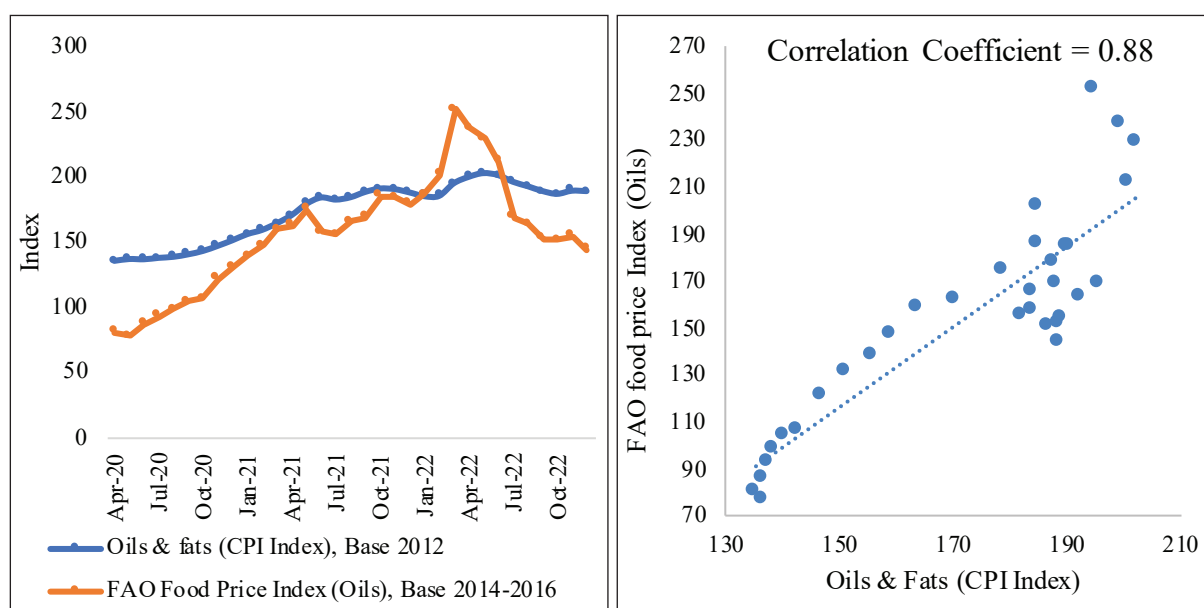 300
250
200
150
100
50
0
Index
Apr-20
Jul-20
Oct-20
Jan-21
Apr-21
Jul-21
Oct-21
Jan-22
Apr-22
Jul-22
Oct-22
Oils & fats (CPI Index), Base 2012
FAO Food Price Index (Oils), Base 2014-2016
Correlation Coefficient = 0.88
270
250
230
210
190
170
150
130
110
90
70
FAO food price Index (Oils)
130
150
170
190
210
Oils & Fats (CPI Index)